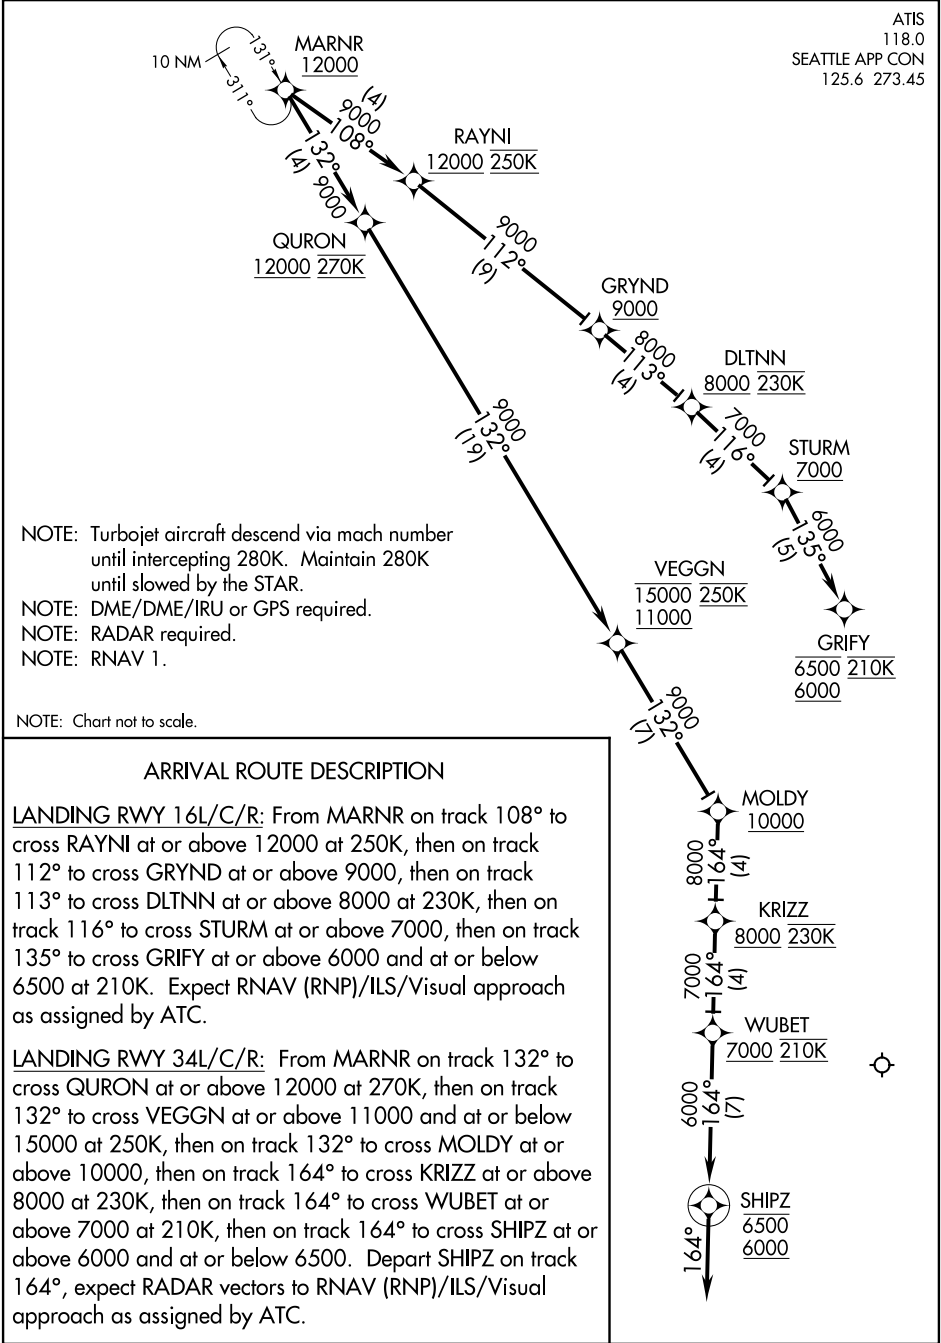 ATIS
118.0
SEATTLE APP CON
125.6 273.45
MARNR
12000
10 NM
131°
311°
(4)
9000
108°
132°
(4)
9000
RAYNI
12000 250K
QURON
12000 270K
9000
112°
(9)
GRYND
9000
8000
113°
(4)
DLTNN
8000 230K
7000
116°
(4)
STURM
7000
6000
135°
(5)
GRIFY
6500 210K
6000
9000
132°
(19)
VEGGN
15000 250K
11000
9000
132°
(7)
MOLDY
10000
8000
164°
(4)
KRIZZ
8000 230K
7000
164°
(4)
WUBET
7000 210K
6000
164°
(7)
SHIPZ
6500
6000
164°
NOTE: Turbojet aircraft descend via mach number
until intercepting 280K. Maintain 280K
until slowed by the STAR.
NOTE: DME/DME/IRU or GPS required.
NOTE: RADAR required.
NOTE: RNAV 1.
NOTE: Chart not to scale.
ARRIVAL ROUTE DESCRIPTION
LANDING RWY 16L/C/R: From MARNR on track 108° to
cross RAYNI at or above 12000 at 250K, then on track
112° to cross GRYND at or above 9000, then on track
113° to cross DLTNN at or above 8000 at 230K, then on
track 116° to cross STURM at or above 7000, then on track
135° to cross GRIFY at or above 6000 and at or below
6500 at 210K. Expect RNAV (RNP)/ILS/Visual approach
as assigned by ATC.
LANDING RWY 34L/C/R: From MARNR on track 132° to
cross QURON at or above 12000 at 270K, then on track
132° to cross VEGGN at or above 11000 and at or below
15000 at 250K, then on track 132° to cross MOLDY at or
above 10000, then on track 164° to cross KRIZZ at or above
8000 at 230K, then on track 164° to cross WUBET at or
above 7000 at 210K, then on track 164° to cross SHIPZ at or
above 6000 and at or below 6500. Depart SHIPZ on track
164°, expect RADAR vectors to RNAV (RNP)/ILS/Visual
approach as assigned by ATC.